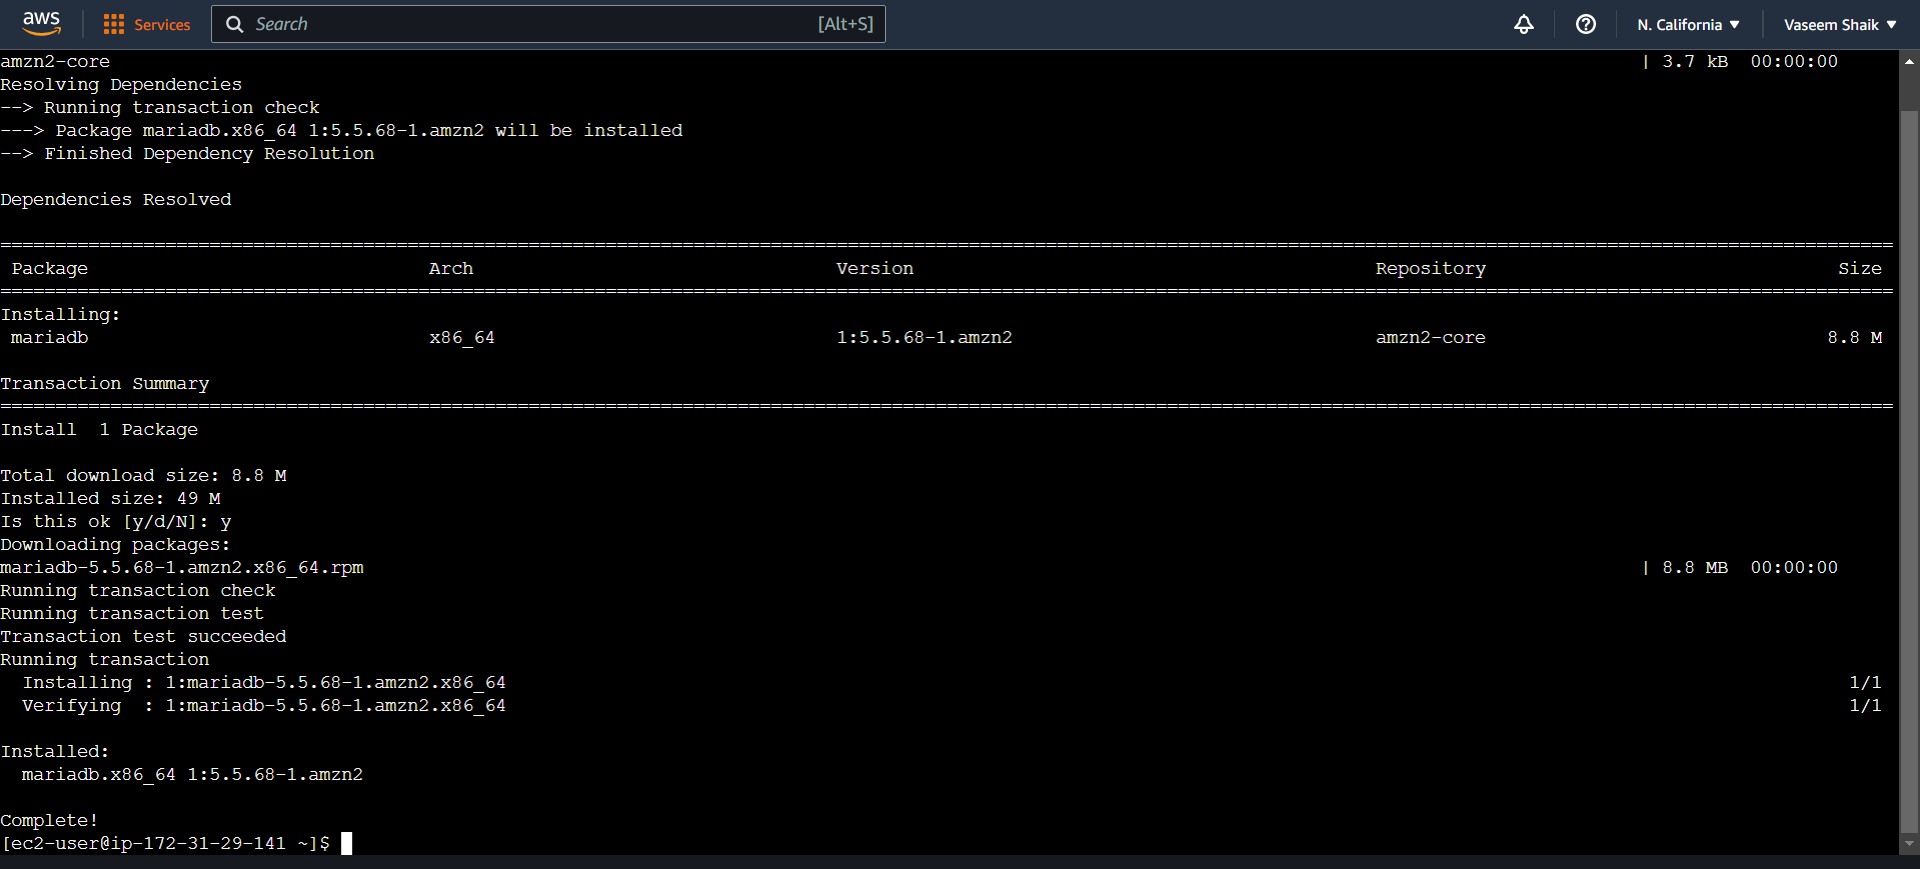 aws Services Search [Alt+S] N. California Vaseem Shaik
amzn2-core | 3.7 kB 00:00:00
Resolving Dependencies
--> Running transaction check
---> Package mariadb.x86_64 1:5.5.68-1.amzn2 will be installed
--> Finished Dependency Resolution
Dependencies Resolved
================================================================================
Package Arch Version Repository Size
================================================================================
Installing:
mariadb x86_64 1:5.5.68-1.amzn2 amzn2-core 8.8 M
Transaction Summary
================================================================================
Install 1 Package
Total download size: 8.8 M
Installed size: 49 M
Is this ok [y/d/N]: y
Downloading packages:
mariadb-5.5.68-1.amzn2.x86_64.rpm | 8.8 MB 00:00:00
Running transaction check
Running transaction test
Transaction test succeeded
Running transaction
Installing : 1:mariadb-5.5.68-1.amzn2.x86_64 1/1
Verifying : 1:mariadb-5.5.68-1.amzn2.x86_64 1/1
Installed:
mariadb.x86_64 1:5.5.68-1.amzn2
Complete!
[ec2-user@ip-172-31-29-141 ~]$